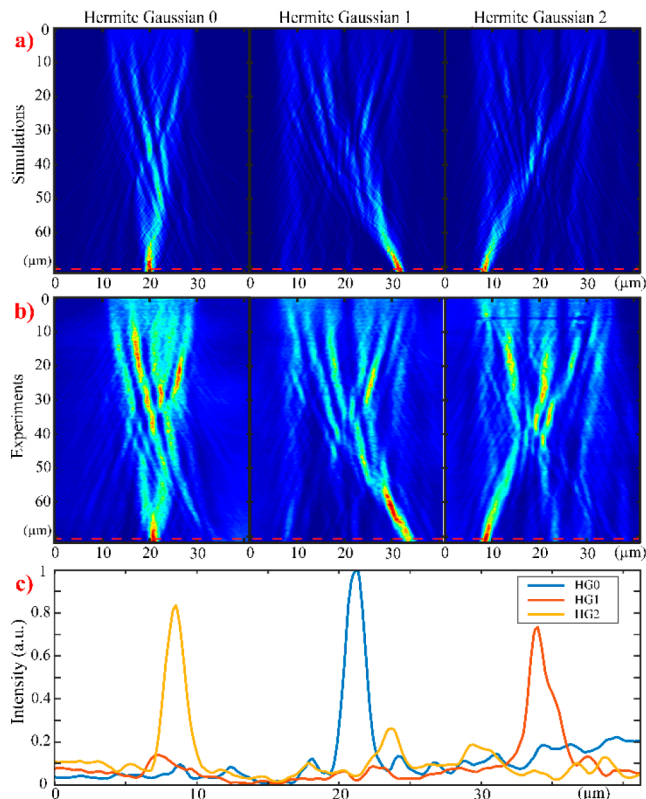 Hermite Gaussian 0 Hermite Gaussian 1 Hermite Gaussian 2
a)
Simulations
0
10
20
30
40
50
60
(μm)
0 10 20 30 0 10 20 30 0 10 20 30 (μm)
b)
Experiments
0
10
20
30
40
50
60
(μm)
0 10 20 30 0 10 20 30 0 10 20 30 (μm)
c)
Intensity (a.u.)
1
0.8
0.6
0.4
0.2
0
HG0
HG1
HG2
0 10 20 30 (μm)